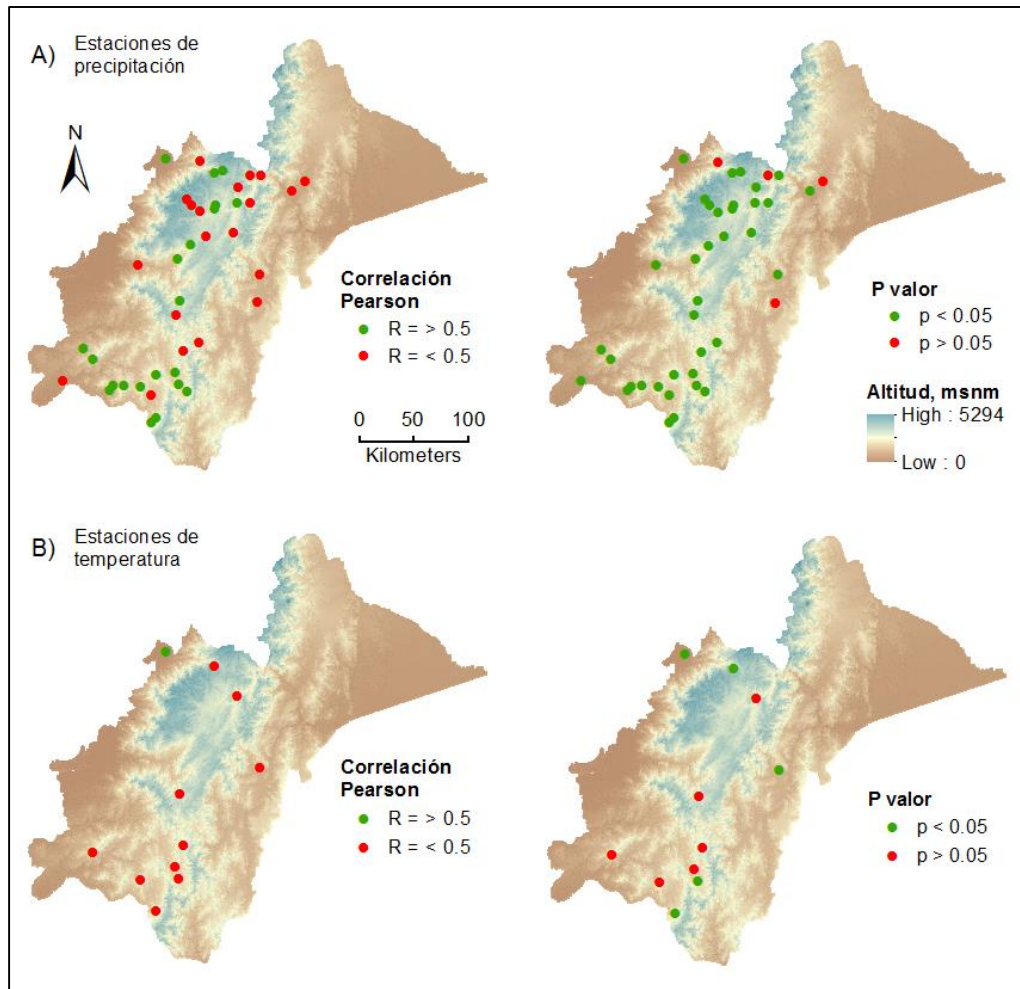 A) Estaciones de
precipitación
N
Correlación
Pearson
R = > 0.5
R = < 0.5
0 50 100
Kilometers
P valor
p < 0.05
p > 0.05
Altitud, msnm
High : 5294
Low : 0
B) Estaciones de
temperatura
Correlación
Pearson
R = > 0.5
R = < 0.5
P valor
p < 0.05
p > 0.05